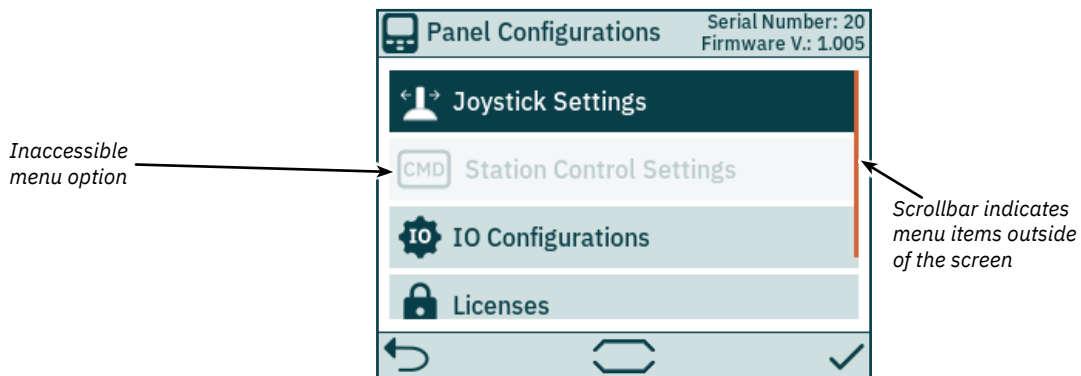 Panel Configurations
Serial Number: 20
Firmware V.: 1.005
Joystick Settings
Inaccessible
menu option
CMD Station Control Settings
Scrollbar indicates
menu items outside
of the screen
IO IO Configurations
Licenses